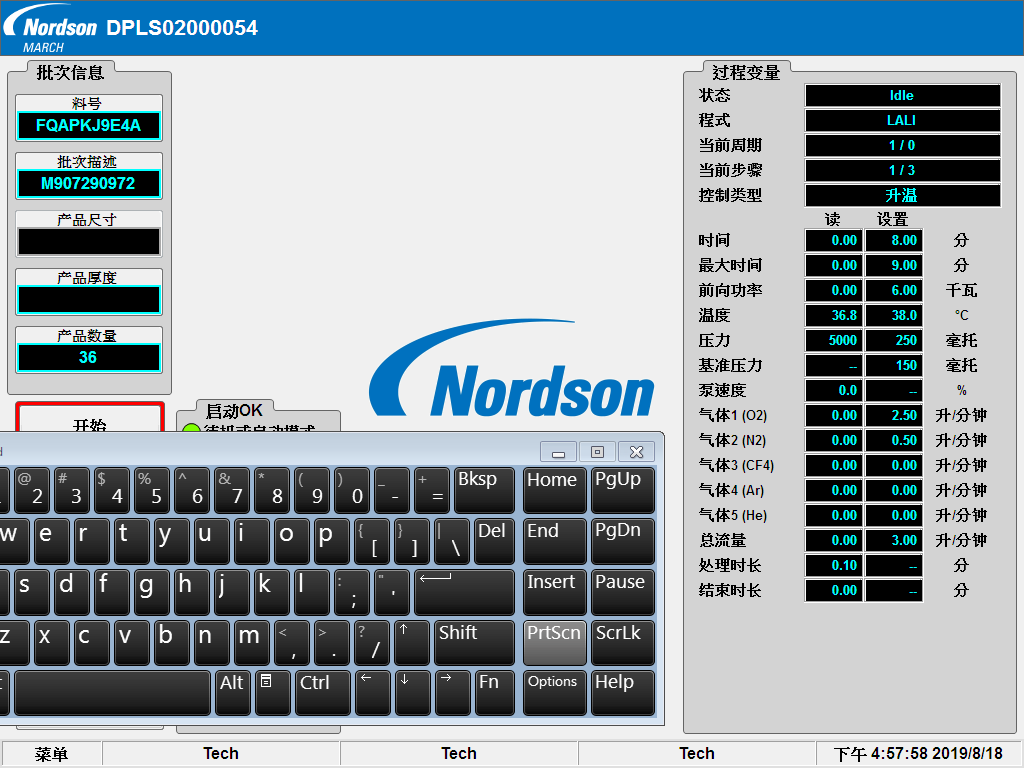 Nordson DPLS02000054
MARCH
批次信息
料号
FQAPKJ9E4A
批次描述
M907290972
产品尺寸
产品厚度
产品数量
36
开始
启动OK
待机或自动模式
Nordson
过程变量
状态 Idle
程式 LALI
当前周期 1 / 0
当前步骤 1 / 3
控制类型 升温
读 设置
时间 0.00 8.00 分
最大时间 0.00 9.00 分
前向功率 0.00 6.00 千瓦
温度 36.8 38.0 °C
压力 5000 250 毫托
基准压力 -- 150 毫托
泵速度 0.0 -- %
气体1 (O2) 0.00 2.50 升/分钟
气体2 (N2) 0.00 0.50 升/分钟
气体3 (CF4) 0.00 0.00 升/分钟
气体4 (Ar) 0.00 0.00 升/分钟
气体5 (He) 0.00 0.00 升/分钟
总流量 0.00 3.00 升/分钟
处理时长 0.10 -- 分
结束时长 0.00 -- 分
@ 2 # 3 $ 4 % 5 ^ 6 & 7 * 8 ( 9 ) 0 _ - + = Bksp Home PgUp
w e r t y u i o p { [ } ] | \ Del End PgDn
s d f g h j k l : ; " ' Insert Pause
z x c v b n m < , > . ? / ↑ Shift PrtScn ScrLk
Alt Ctrl ← ↓ → Fn Options Help
菜单 Tech Tech Tech 下午 4:57:58 2019/8/18